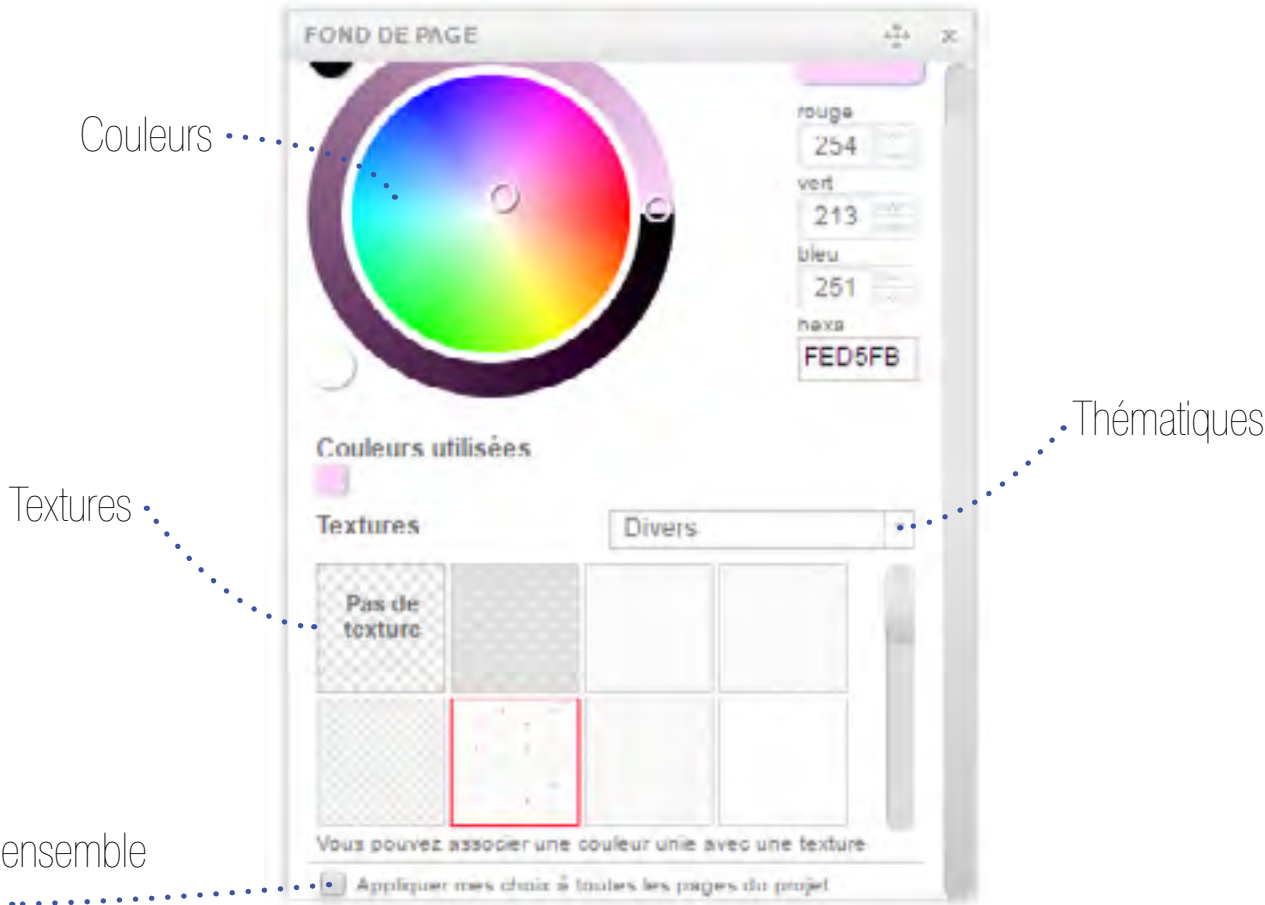 FOND DE PAGE
Couleurs
rouge
254
vert
213
bleu
251
hexa
FED5FB
Thématiques
Couleurs utilisées
Textures
Textures
Divers
Pas de
texture
Vous pouvez associer une couleur unie avec une texture
ensemble
Appliquer mes choix à toutes les pages du projet